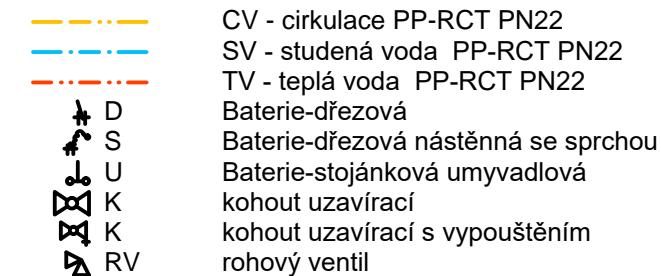 CV - cirkulace PP-RCT PN22
SV - studená voda  PP-RCT PN22
TV - teplá voda  PP-RCT PN22
D Baterie-dřezová
S Baterie-dřezová nástěnná se sprchou
U Baterie-stojánková umyvadlová
K kohout uzavírací
K kohout uzavírací s vypouštěním
RV rohový ventil